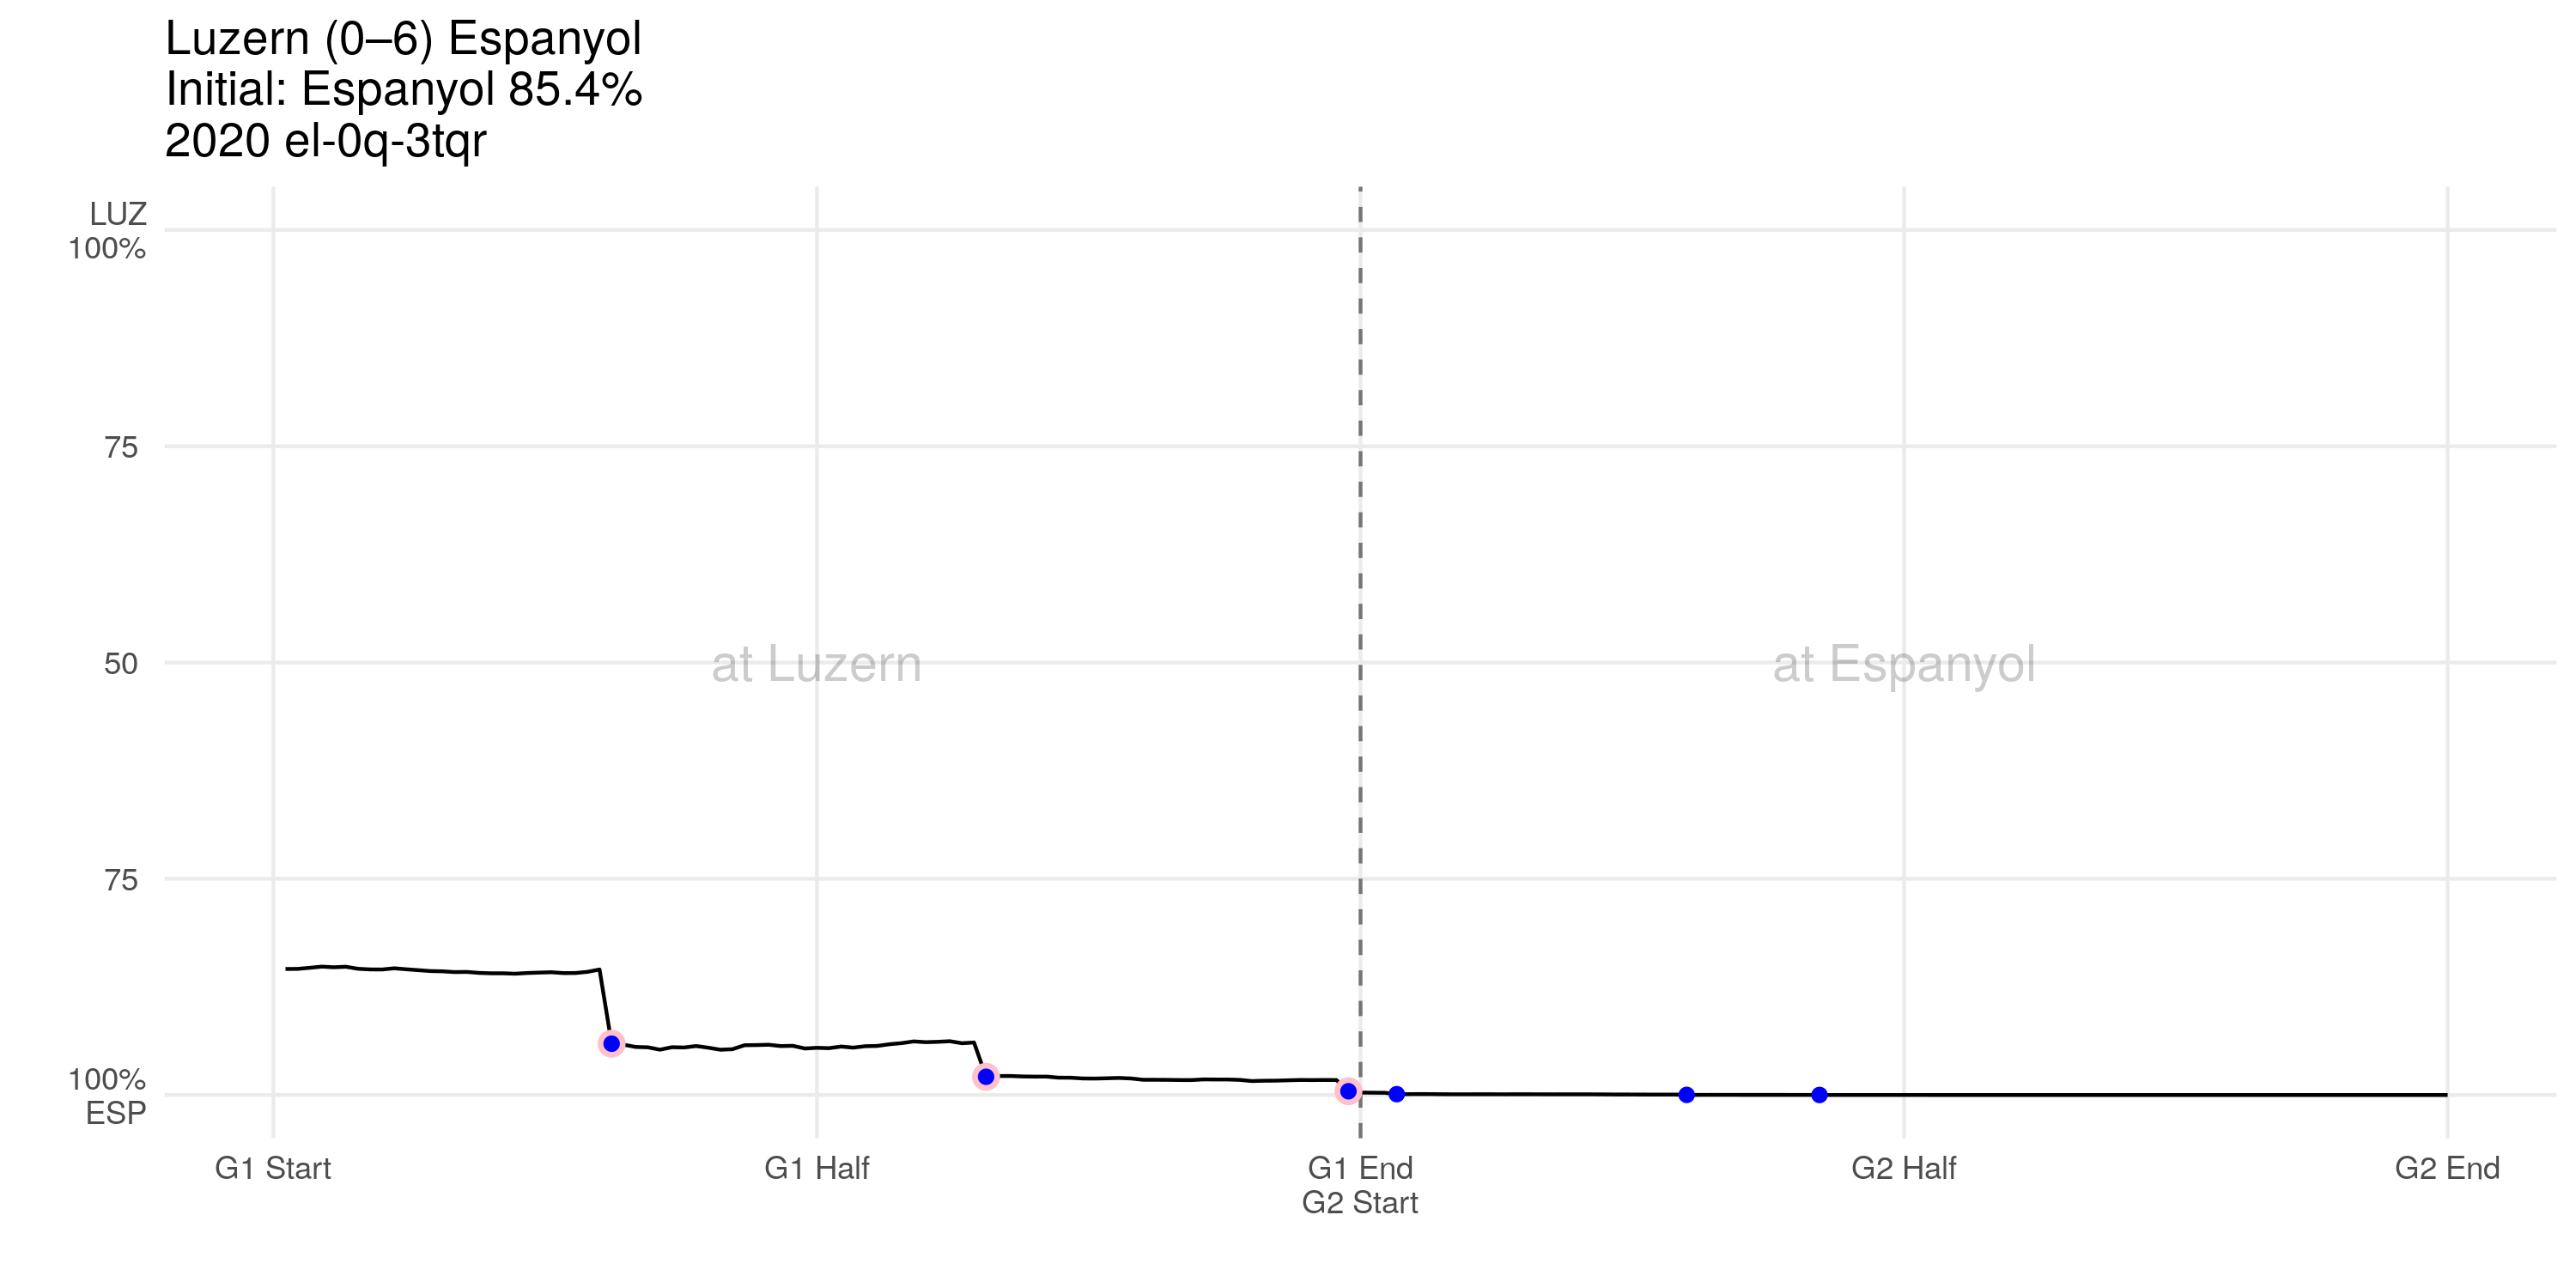 Luzern (0–6) Espanyol
Initial: Espanyol 85.4%
2020 el-0q-3tqr
LUZ
100%
75
50
75
100%
ESP
at Luzern
at Espanyol
G1 Start
G1 Half
G1 End
G2 Start
G2 Half
G2 End